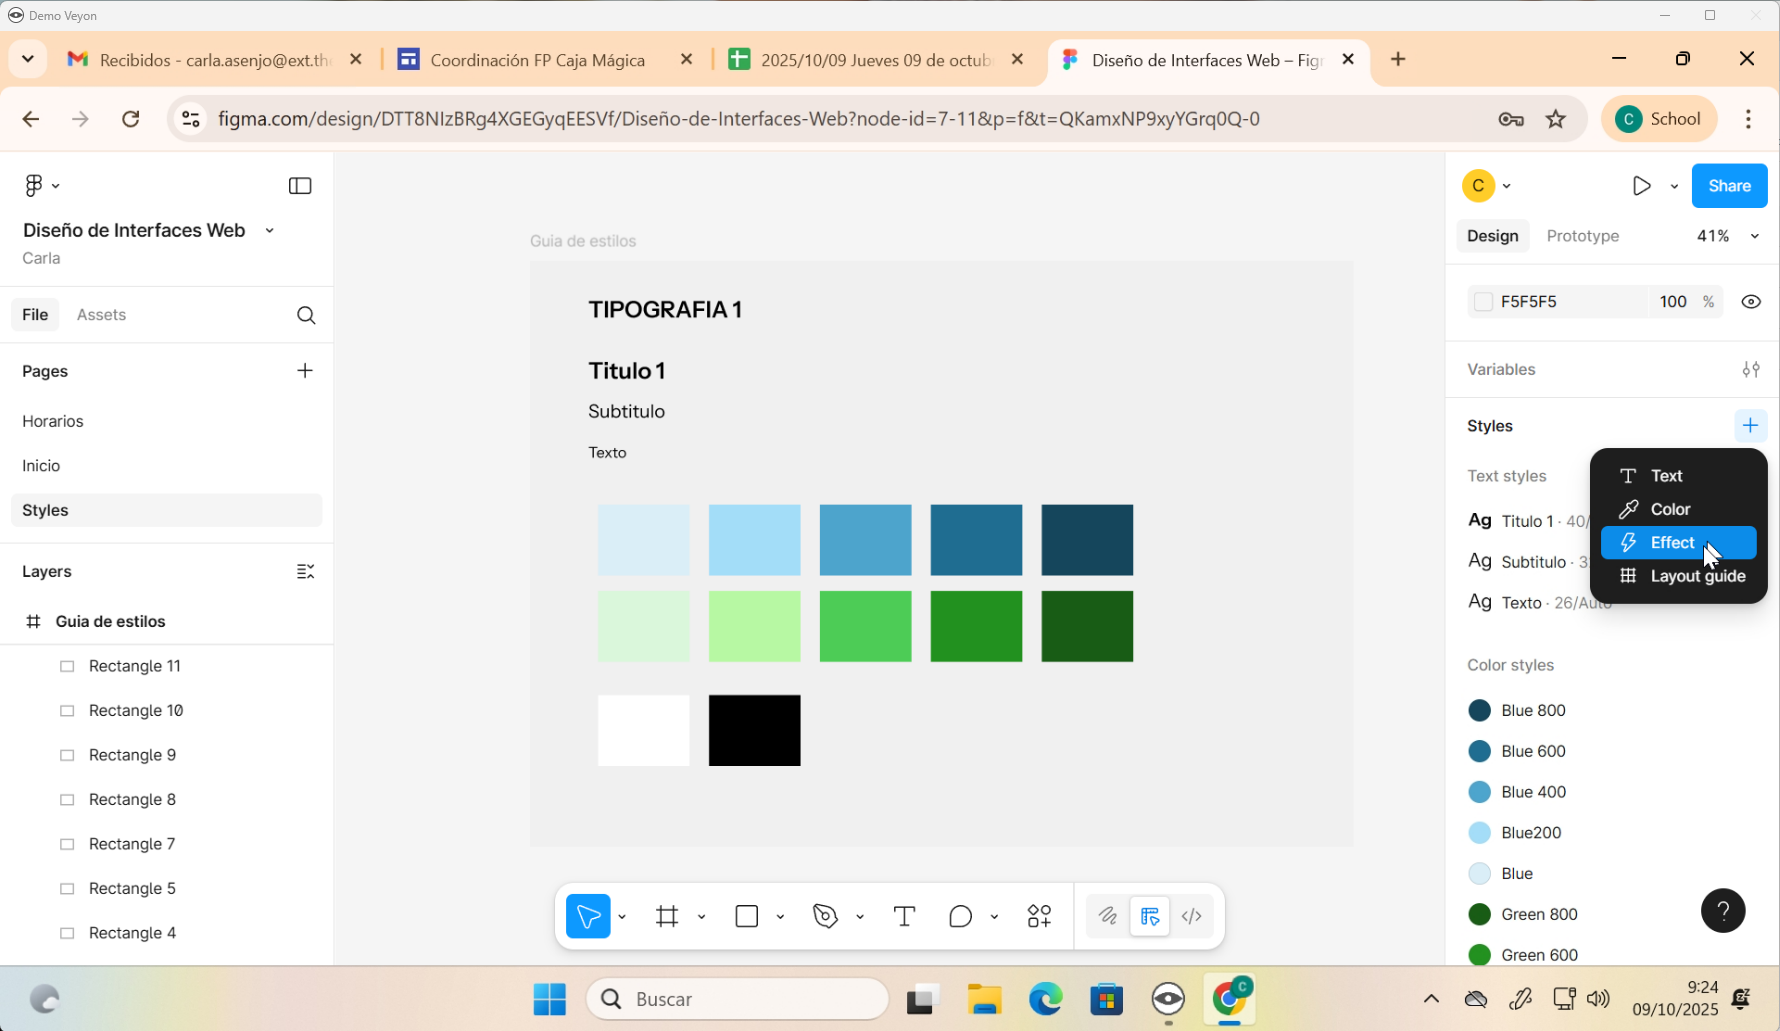 Demo Veyon
Recibidos - carla.asenjo@ext.th
Coordinación FP Caja Mágica
2025/10/09 Jueves 09 de octub
Diseño de Interfaces Web – Fig
figma.com/design/DTT8NIzBRg4XGEGyqEESVf/Diseño-de-Interfaces-Web?node-id=7-11&p=f&t=QKamxNP9xyYGrq0Q-0
C School
Diseño de Interfaces Web
Carla
File Assets
Pages
Horarios
Inicio
Styles
Layers
Guia de estilos
Rectangle 11
Rectangle 10
Rectangle 9
Rectangle 8
Rectangle 7
Rectangle 5
Rectangle 4
Guia de estilos
TIPOGRAFIA 1
Titulo 1
Subtitulo
Texto
C
Share
Design Prototype 41%
F5F5F5 100 %
Variables
Styles
Text styles
Ag Titulo 1 · 40/
Ag Subtitulo · 3
Ag Texto · 26/Auto
Text
Color
Effect
Layout guide
Color styles
Blue 800
Blue 600
Blue 400
Blue200
Blue
Green 800
Green 600
?
Buscar
C
9:24
09/10/2025